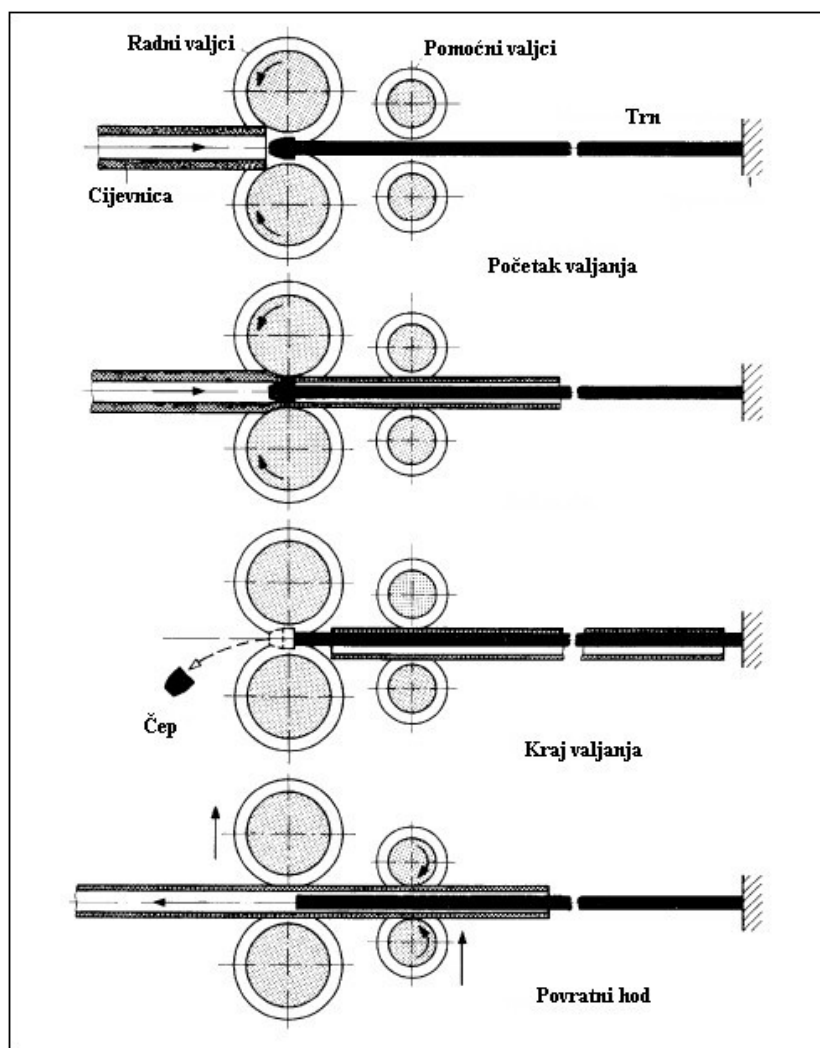 Radni valjci
Pomoćni valjci
Trn
Cijevnica
Početak valjanja
Čep
Kraj valjanja
Povratni hod